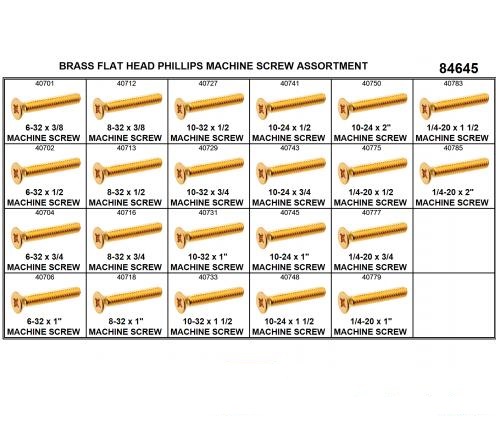 BRASS FLAT HEAD PHILLIPS MACHINE SCREW ASSORTMENT 84645
40701 40712 40727 40741 40750 40783
6-32 x 3/8 8-32 x 3/8 10-32 x 1/2 10-24 x 1/2 10-24 x 2" 1/4-20 x 1 1/2
MACHINE SCREW MACHINE SCREW MACHINE SCREW MACHINE SCREW MACHINE SCREW MACHINE SCREW
40702 40713 40729 40743 40775 40785
6-32 x 1/2 8-32 x 1/2 10-32 x 3/4 10-24 x 3/4 1/4-20 x 1/2 1/4-20 x 2"
MACHINE SCREW MACHINE SCREW MACHINE SCREW MACHINE SCREW MACHINE SCREW MACHINE SCREW
40704 40716 40731 40745 40777
6-32 x 3/4 8-32 x 3/4 10-32 x 1" 10-24 x 1" 1/4-20 x 3/4
MACHINE SCREW MACHINE SCREW MACHINE SCREW MACHINE SCREW MACHINE SCREW
40706 40718 40733 40748 40779
6-32 x 1" 8-32 x 1" 10-32 x 1 1/2 10-24 x 1 1/2 1/4-20 x 1"
MACHINE SCREW MACHINE SCREW MACHINE SCREW MACHINE SCREW MACHINE SCREW